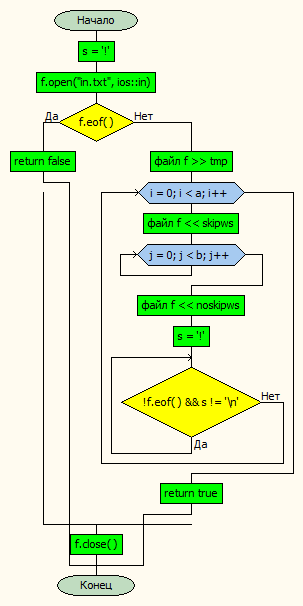 Начало
s = '!'
f.open("in.txt", ios::in)
Да
f.eof( )
Нет
return false
файл f >> tmp
i = 0; i < a; i++
файл f << skipws
j = 0; j < b; j++
файл f << noskipws
s = '!'
!f.eof( ) && s != '\n'
Нет
Да
return true
f.close( )
Конец